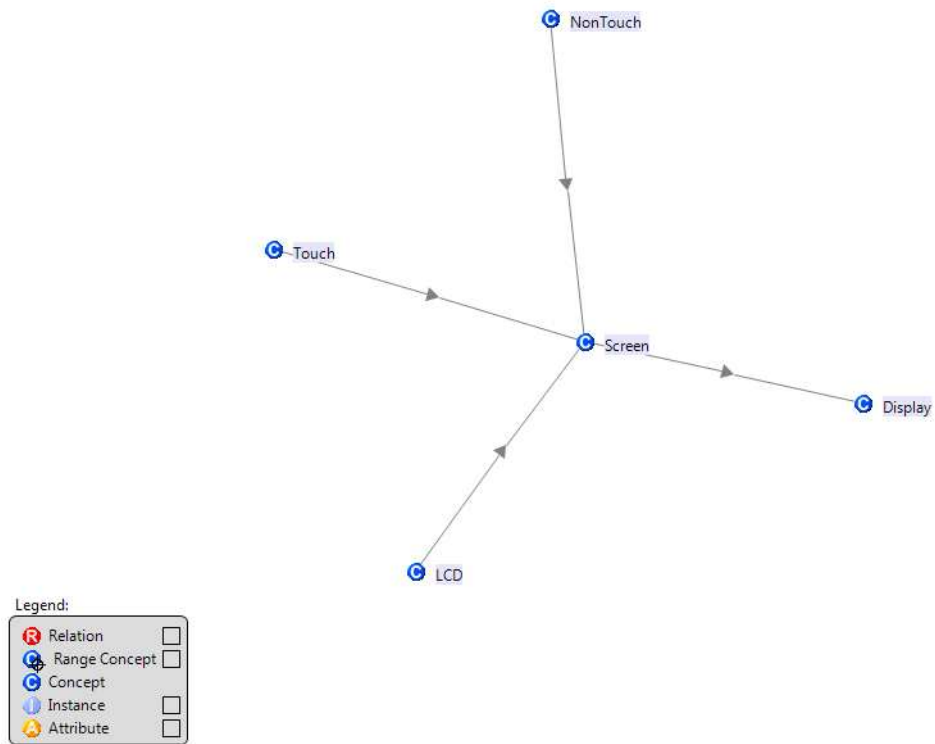 NonTouch
Touch
Screen
Display
LCD
Legend:
R Relation
C Range Concept
C Concept
I Instance
A Attribute